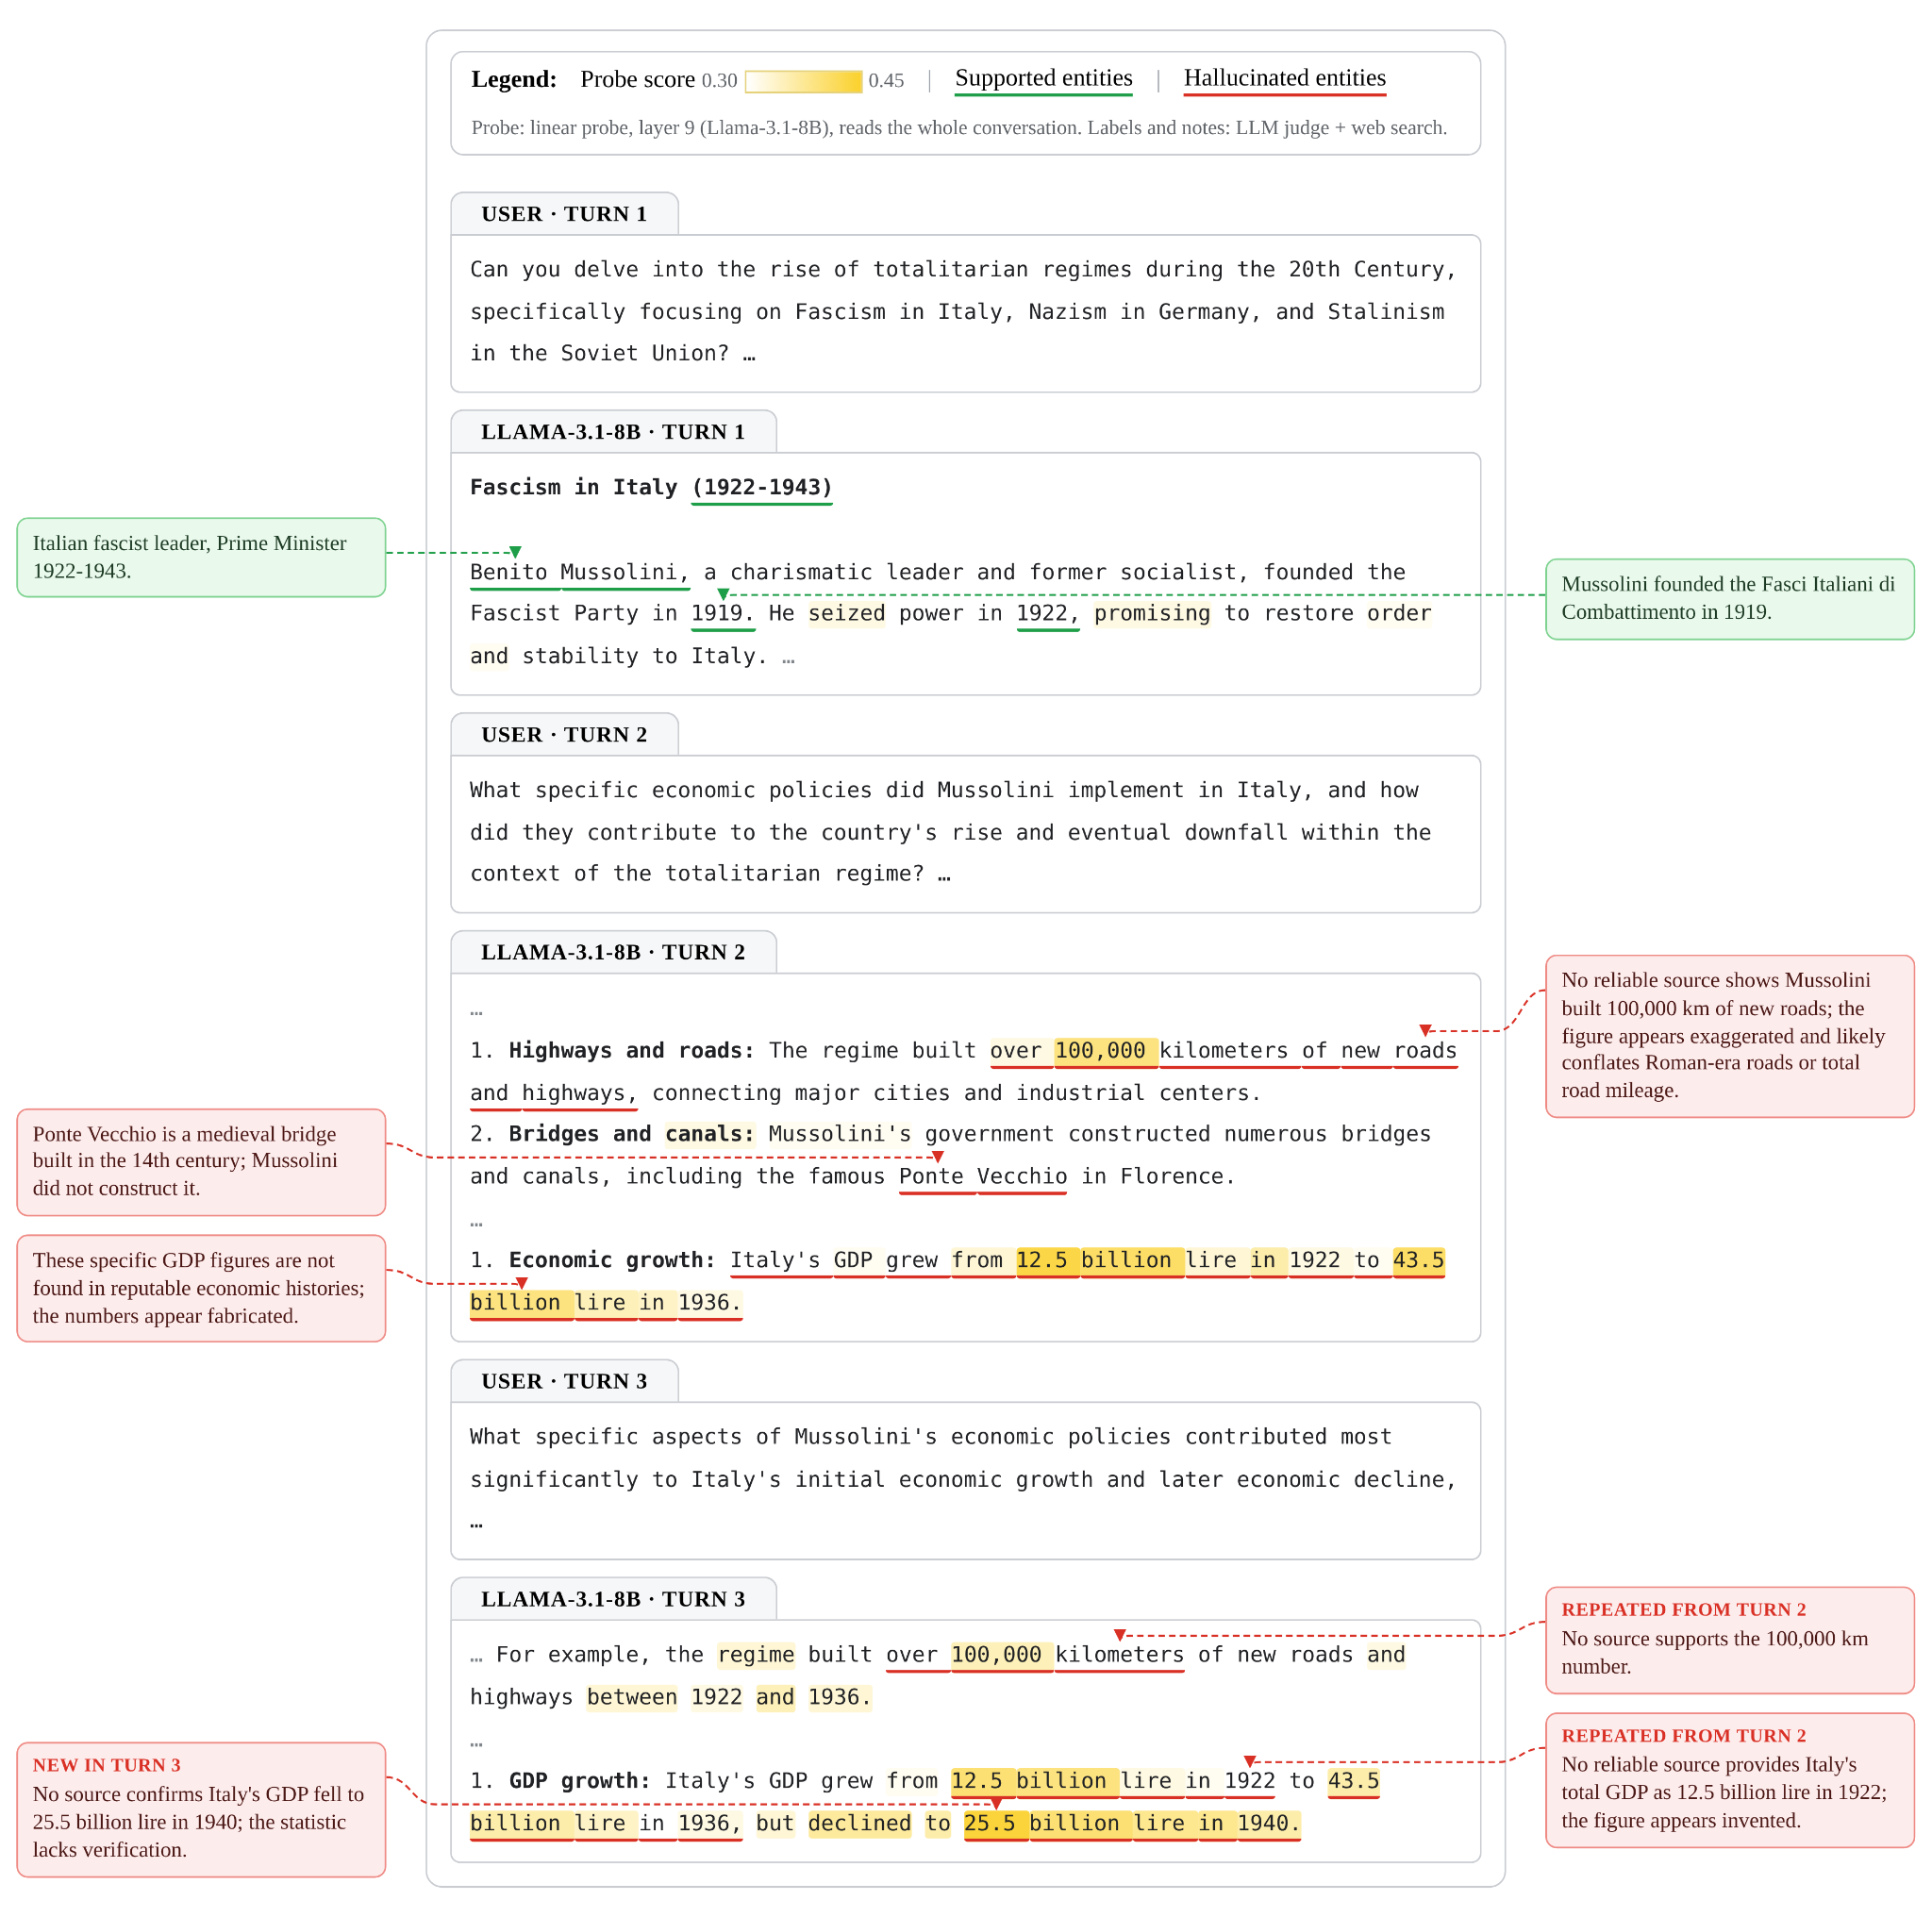 Legend: Probe score 0.30 0.45 | Supported entities | Hallucinated entities
Probe: linear probe, layer 9 (Llama-3.1-8B), reads the whole conversation. Labels and notes: LLM judge + web search.
USER · TURN 1
Can you delve into the rise of totalitarian regimes during the 20th Century,
specifically focusing on Fascism in Italy, Nazism in Germany, and Stalinism
in the Soviet Union? …
LLAMA-3.1-8B · TURN 1
Fascism in Italy (1922-1943)
Italian fascist leader, Prime Minister
1922-1943.
Benito Mussolini, a charismatic leader and former socialist, founded the
Fascist Party in 1919. He seized power in 1922, promising to restore order
and stability to Italy. …
Mussolini founded the Fasci Italiani di
Combattimento in 1919.
USER · TURN 2
What specific economic policies did Mussolini implement in Italy, and how
did they contribute to the country's rise and eventual downfall within the
context of the totalitarian regime? …
LLAMA-3.1-8B · TURN 2
…
1. Highways and roads: The regime built over 100,000 kilometers of new roads
and highways, connecting major cities and industrial centers.
2. Bridges and canals: Mussolini's government constructed numerous bridges
and canals, including the famous Ponte Vecchio in Florence.
…
1. Economic growth: Italy's GDP grew from 12.5 billion lire in 1922 to 43.5
billion lire in 1936.
No reliable source shows Mussolini
built 100,000 km of new roads; the
figure appears exaggerated and likely
conflates Roman-era roads or total
road mileage.
Ponte Vecchio is a medieval bridge
built in the 14th century; Mussolini
did not construct it.
These specific GDP figures are not
found in reputable economic histories;
the numbers appear fabricated.
USER · TURN 3
What specific aspects of Mussolini's economic policies contributed most
significantly to Italy's initial economic growth and later economic decline,
…
LLAMA-3.1-8B · TURN 3
… For example, the regime built over 100,000 kilometers of new roads and
highways between 1922 and 1936.
…
1. GDP growth: Italy's GDP grew from 12.5 billion lire in 1922 to 43.5
billion lire in 1936, but declined to 25.5 billion lire in 1940.
REPEATED FROM TURN 2
No source supports the 100,000 km
number.
REPEATED FROM TURN 2
No reliable source provides Italy's
total GDP as 12.5 billion lire in 1922;
the figure appears invented.
NEW IN TURN 3
No source confirms Italy's GDP fell to
25.5 billion lire in 1940; the statistic
lacks verification.